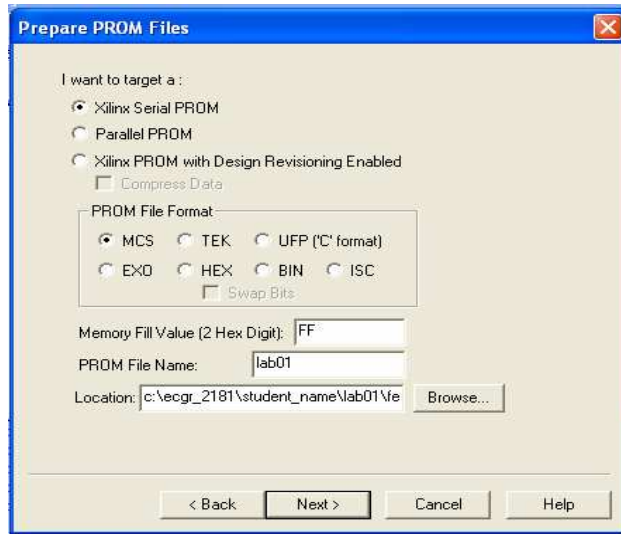 Prepare PROM Files
I want to target a :
Xilinx Serial PROM
Parallel PROM
Xilinx PROM with Design Revisioning Enabled
Compress Data
PROM File Format
MCS TEK UFP ('C' format)
EXO HEX BIN ISC
Swap Bits
Memory Fill Value (2 Hex Digit): FF
PROM File Name: lab01
Location: c:\ecgr_2181\student_name\lab01\fe Browse...
< Back Next > Cancel Help